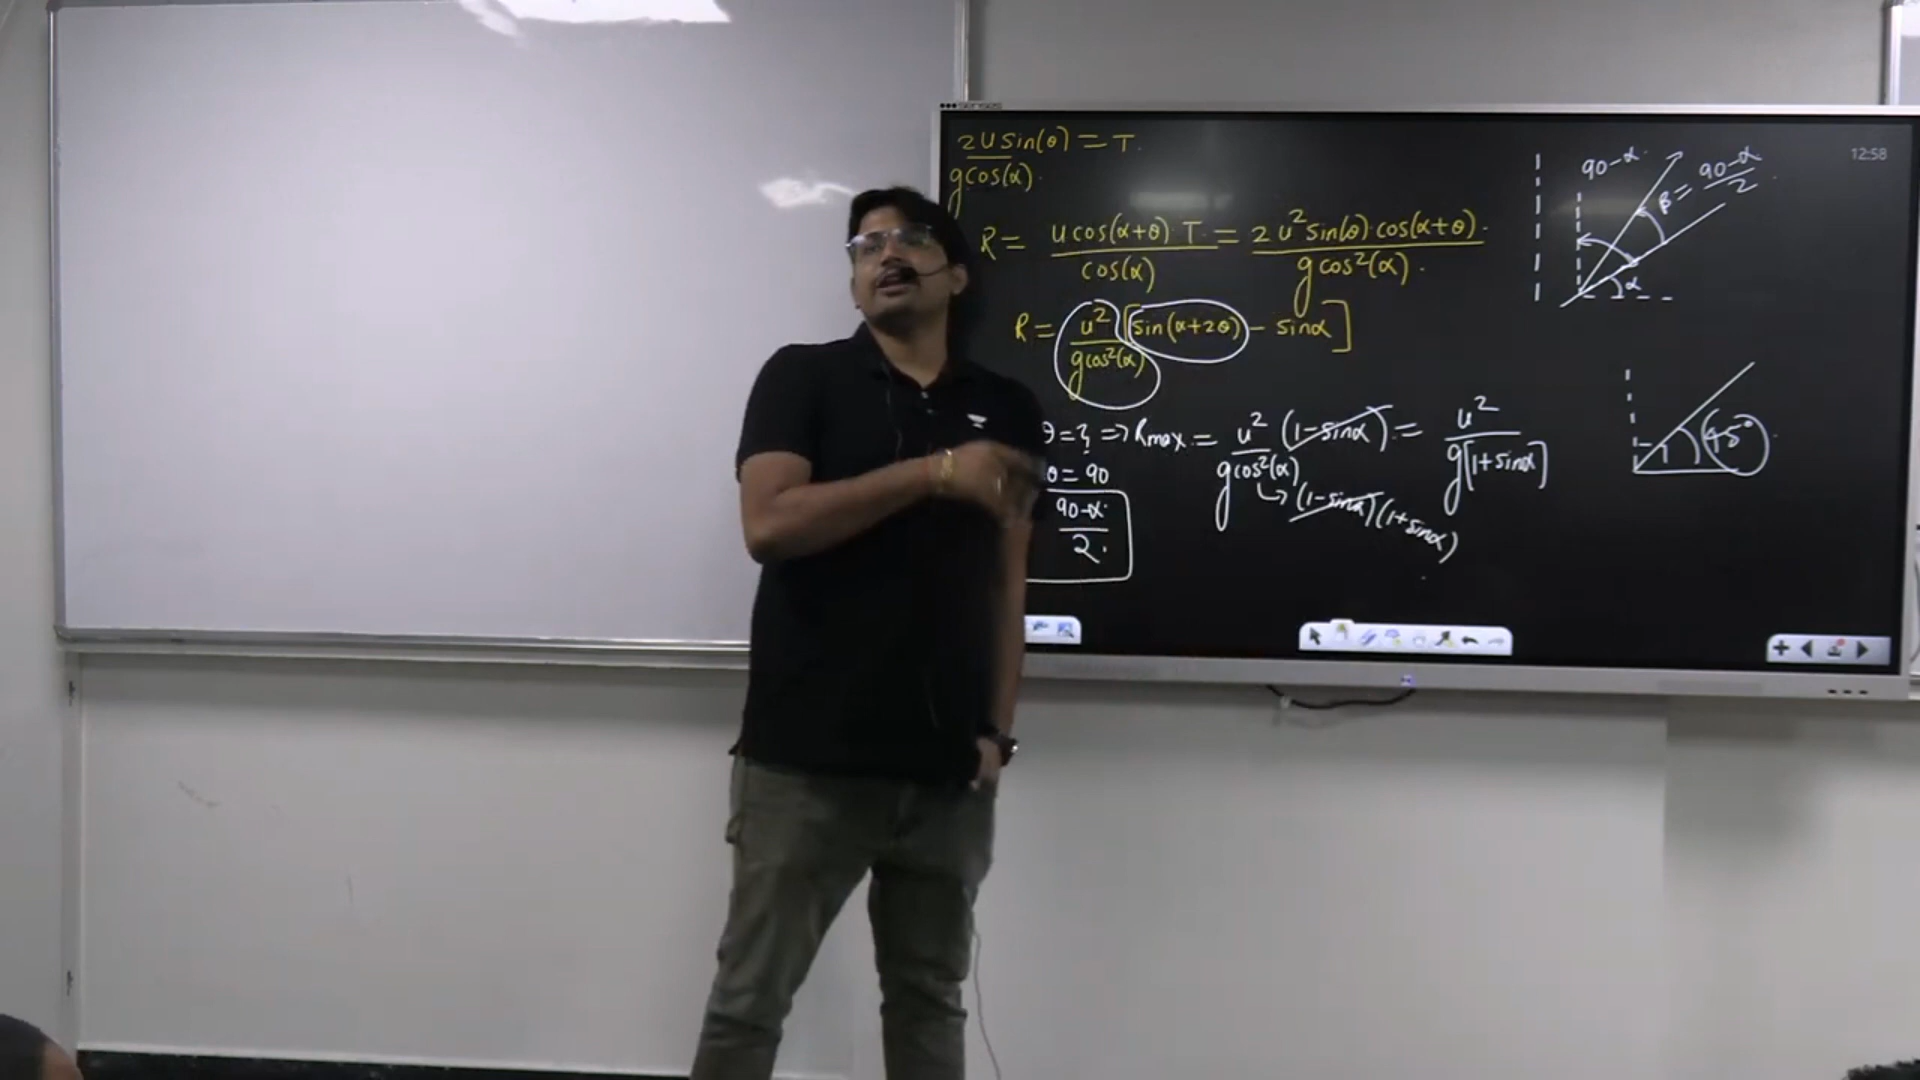 SENSES
12:58
2u sin(θ) = T.
g cos(α).
R = u cos(α+θ) T. = 2u² sin(θ) cos(α+θ).
cos(α) g cos²(α).
R = u² [sin(α+2θ) - sinα]
g cos²(α)
θ = ? => Rmax = u² (1-sinα) = u²
g cos²(α) g[1+sinα]
θ = 90
↳ (1-sinα)(1+sinα)
90-α
2.
90-α.
β = 90-α
2
α
45°